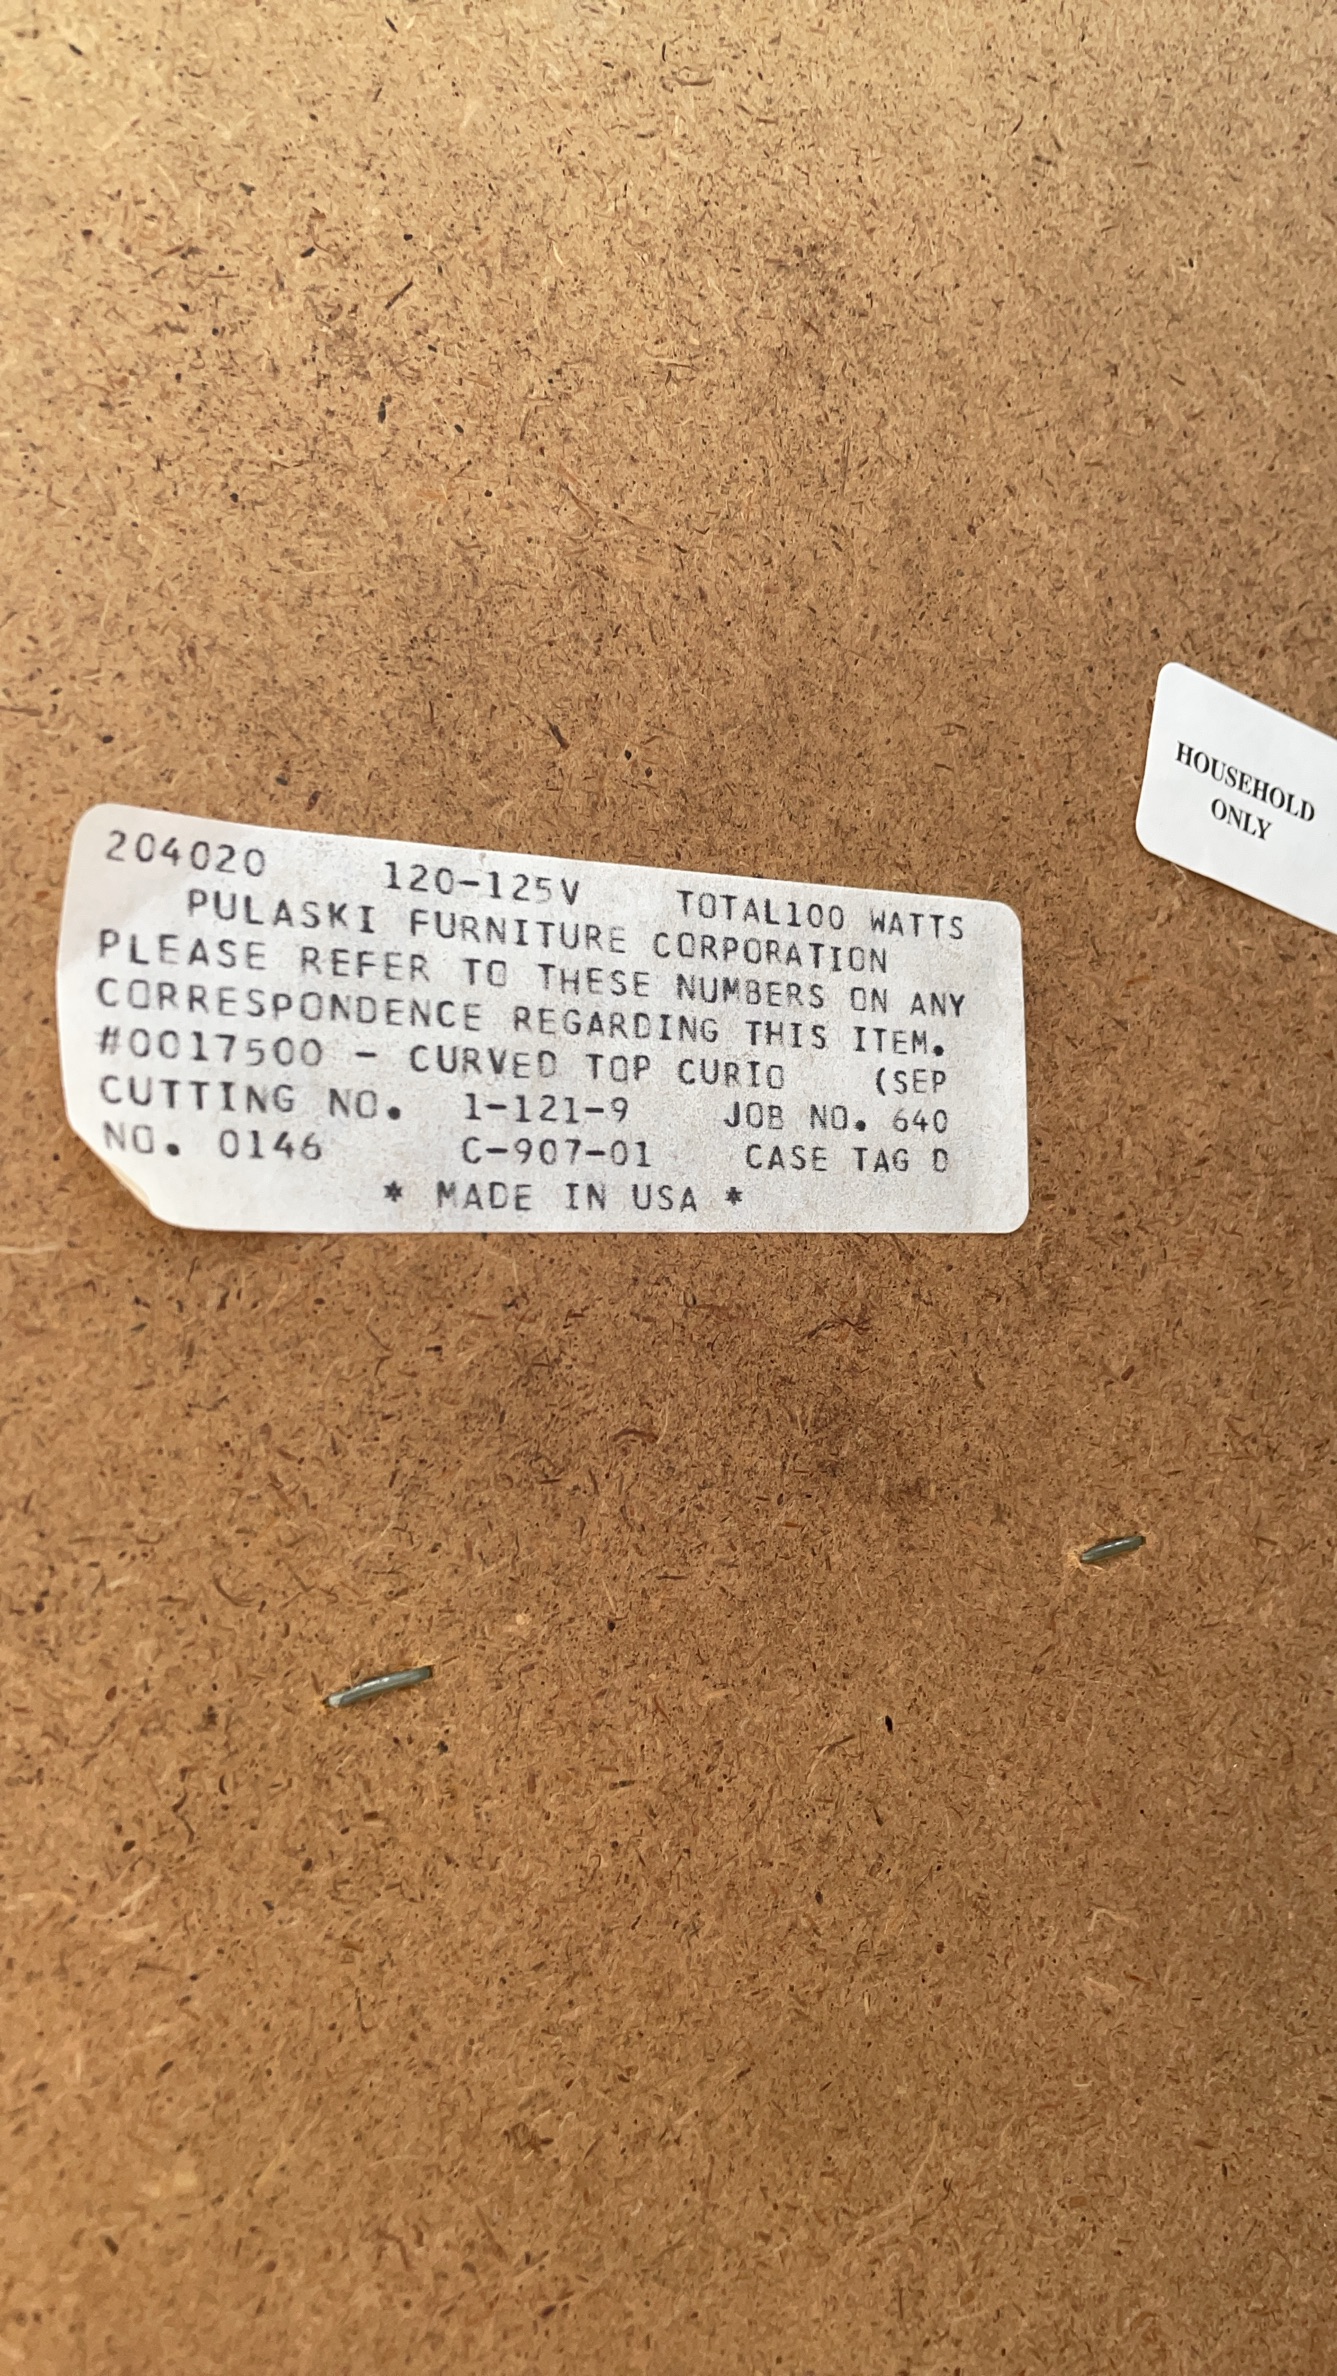 204020 120-125V TOTAL100 WATTS
PULASKI FURNITURE CORPORATION
PLEASE REFER TO THESE NUMBERS ON ANY
CORRESPONDENCE REGARDING THIS ITEM.
#0017500 - CURVED TOP CURIO (SEP
CUTTING NO. 1-121-9 JOB NO. 640
NO. 0146 C-907-01 CASE TAG D
* MADE IN USA *
HOUSEHOLD
ONLY